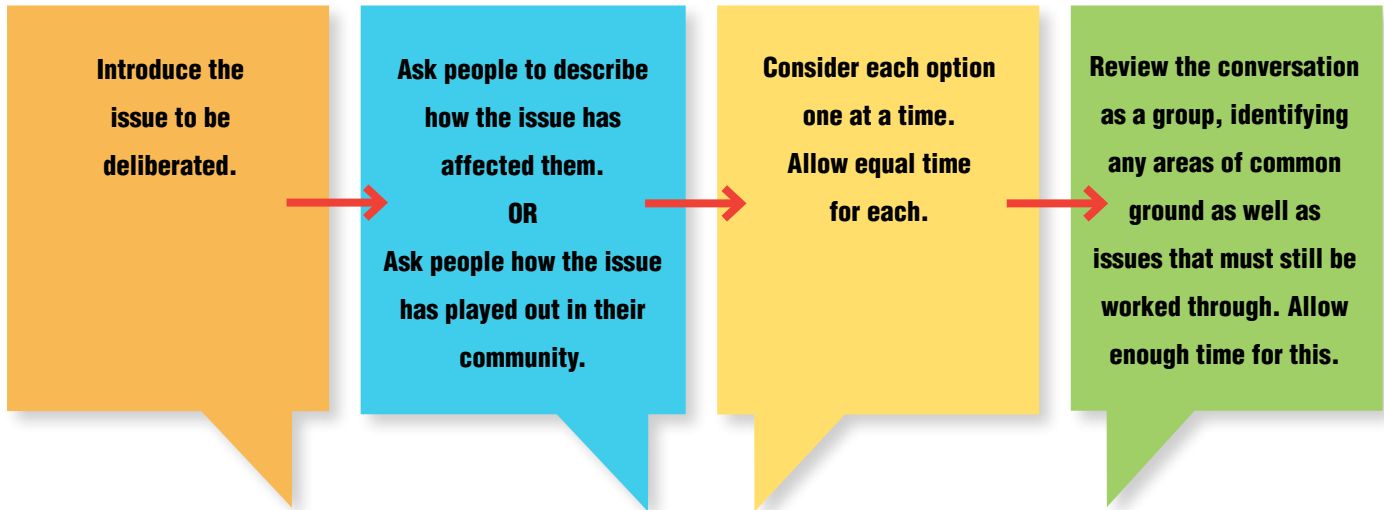 Introduce the
issue to be
deliberated.
Ask people to describe
how the issue has
affected them.
OR
Ask people how the issue
has played out in their
community.
Consider each option
one at a time.
Allow equal time
for each.
Review the conversation
as a group, identifying
any areas of common
ground as well as
issues that must still be
worked through. Allow
enough time for this.